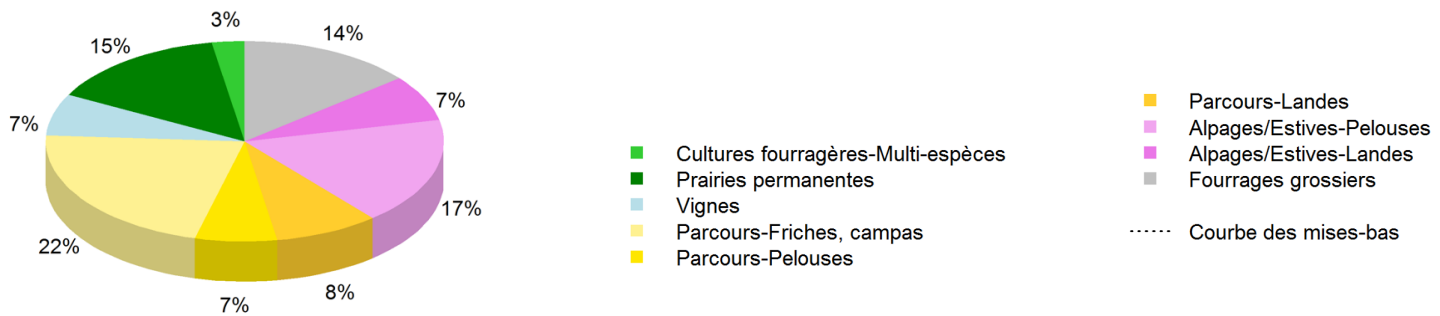 3%
14%
15%
7%
7%
17%
22%
8%
7%
Cultures fourragères-Multi-espèces
Prairies permanentes
Vignes
Parcours-Friches, campas
Parcours-Pelouses
Parcours-Landes
Alpages/Estives-Pelouses
Alpages/Estives-Landes
Fourrages grossiers
Courbe des mises-bas